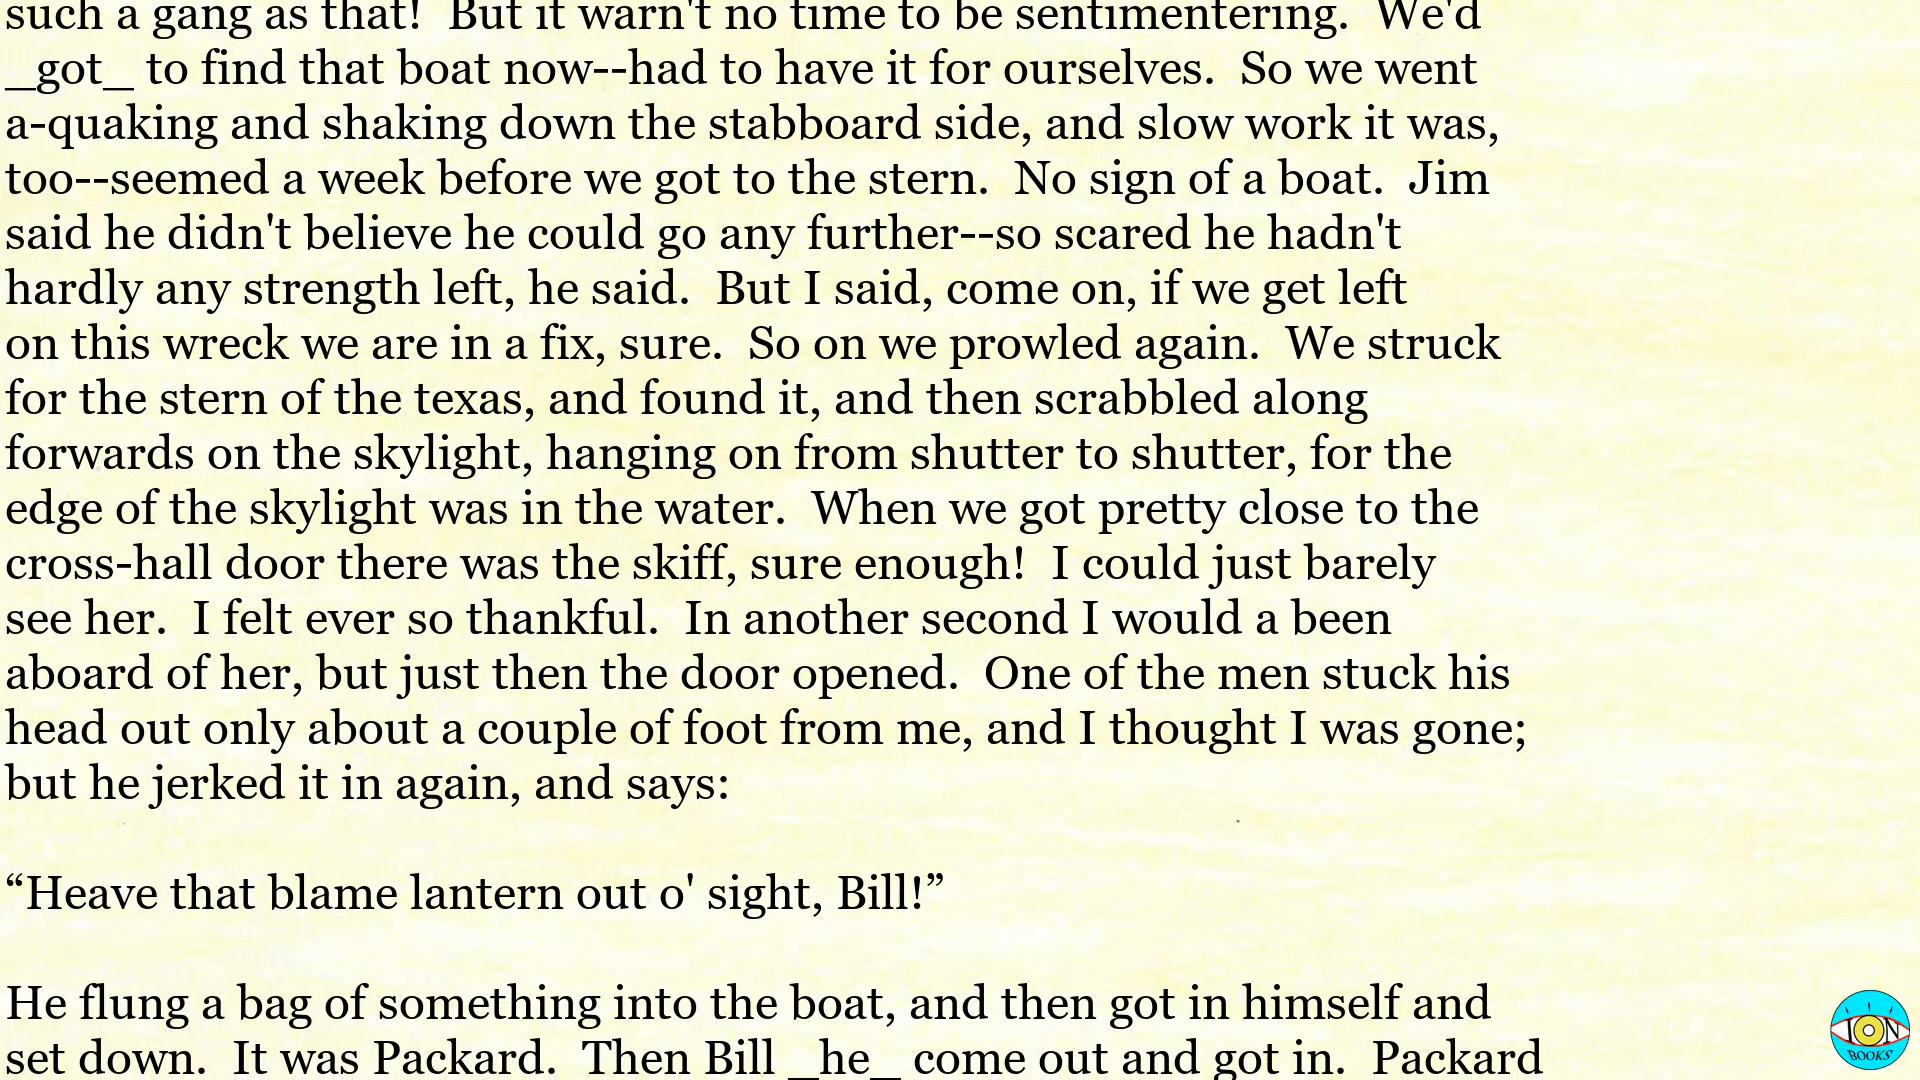 such a gang as that!  But it warn't no time to be sentimentering.  We'd
_got_ to find that boat now--had to have it for ourselves.  So we went
a-quaking and shaking down the stabboard side, and slow work it was,
too--seemed a week before we got to the stern.  No sign of a boat.  Jim
said he didn't believe he could go any further--so scared he hadn't
hardly any strength left, he said.  But I said, come on, if we get left
on this wreck we are in a fix, sure.  So on we prowled again.  We struck
for the stern of the texas, and found it, and then scrabbled along
forwards on the skylight, hanging on from shutter to shutter, for the
edge of the skylight was in the water.  When we got pretty close to the
cross-hall door there was the skiff, sure enough!  I could just barely
see her.  I felt ever so thankful.  In another second I would a been
aboard of her, but just then the door opened.  One of the men stuck his
head out only about a couple of foot from me, and I thought I was gone;
but he jerked it in again, and says:
“Heave that blame lantern out o' sight, Bill!”
He flung a bag of something into the boat, and then got in himself and
set down.  It was Packard.  Then Bill _he_ come out and got in.  Packard
ION
BOOKS